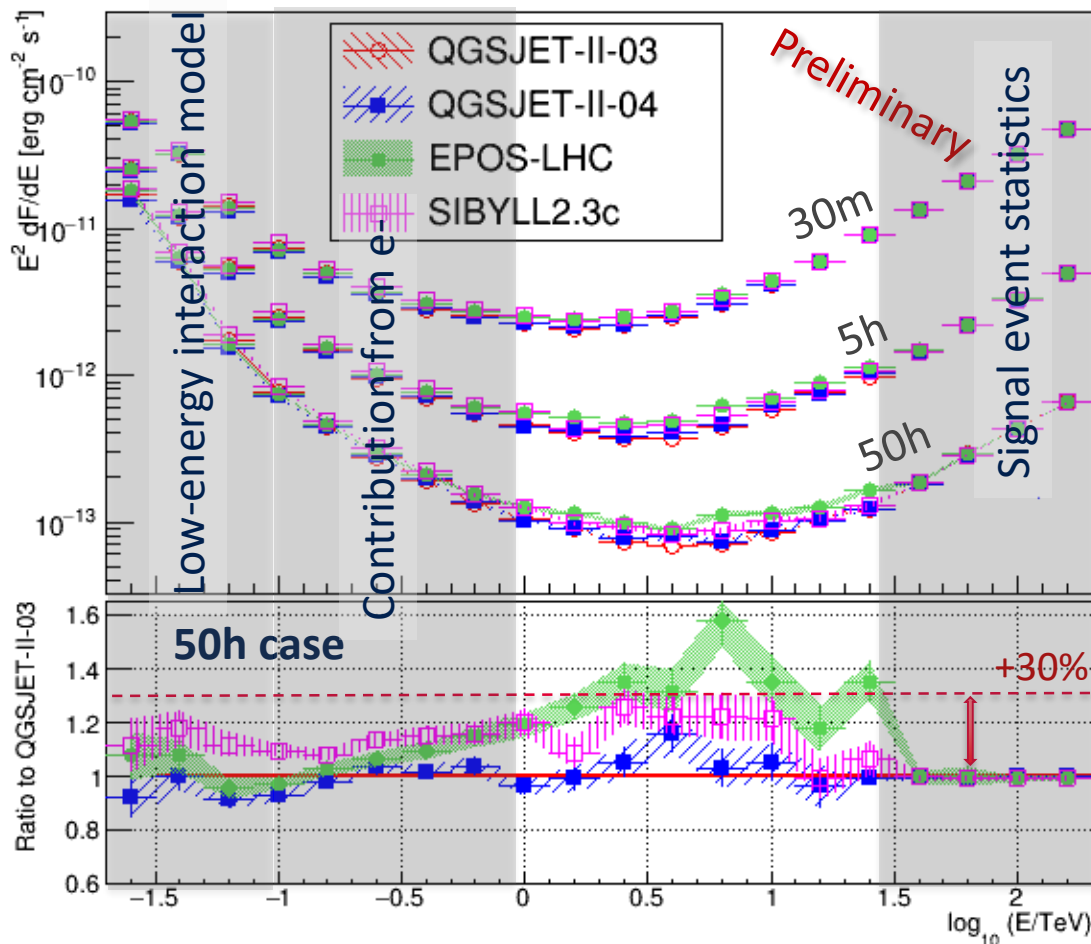 QGSJET-II-03
QGSJET-II-04
EPOS-LHC
SIBYLL2.3c
Preliminary
E² dF/dE [erg cm⁻² s⁻¹]
10⁻¹⁰
10⁻¹¹
10⁻¹²
10⁻¹³
Low-energy interaction model
Contribution from e-
Signal event statistics
30m
5h
50h
50h case
+30%
Ratio to QGSJET-II-03
1.6
1.4
1.2
1
0.8
0.6
−1.5 −1 −0.5 0 0.5 1 1.5 2
log₁₀ (E/TeV)